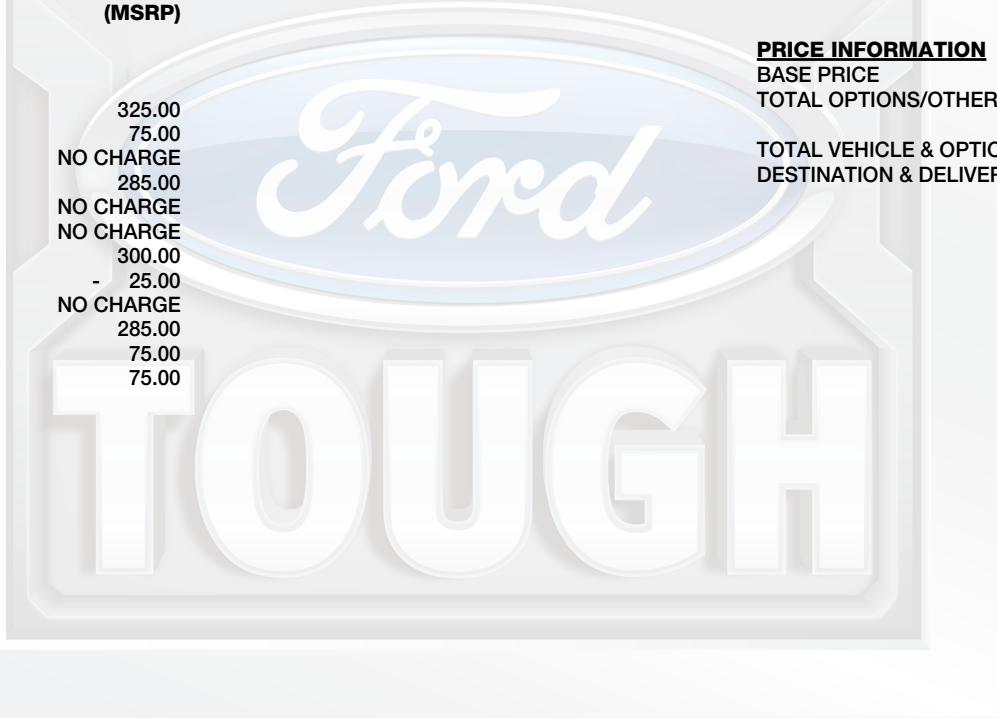 (MSRP)
325.00
75.00
NO CHARGE
285.00
NO CHARGE
NO CHARGE
300.00
- 25.00
NO CHARGE
285.00
75.00
75.00
PRICE INFORMATION
BASE PRICE
TOTAL OPTIONS/OTHER
TOTAL VEHICLE & OPTIO
DESTINATION & DELIVER
Ford
TOUGH